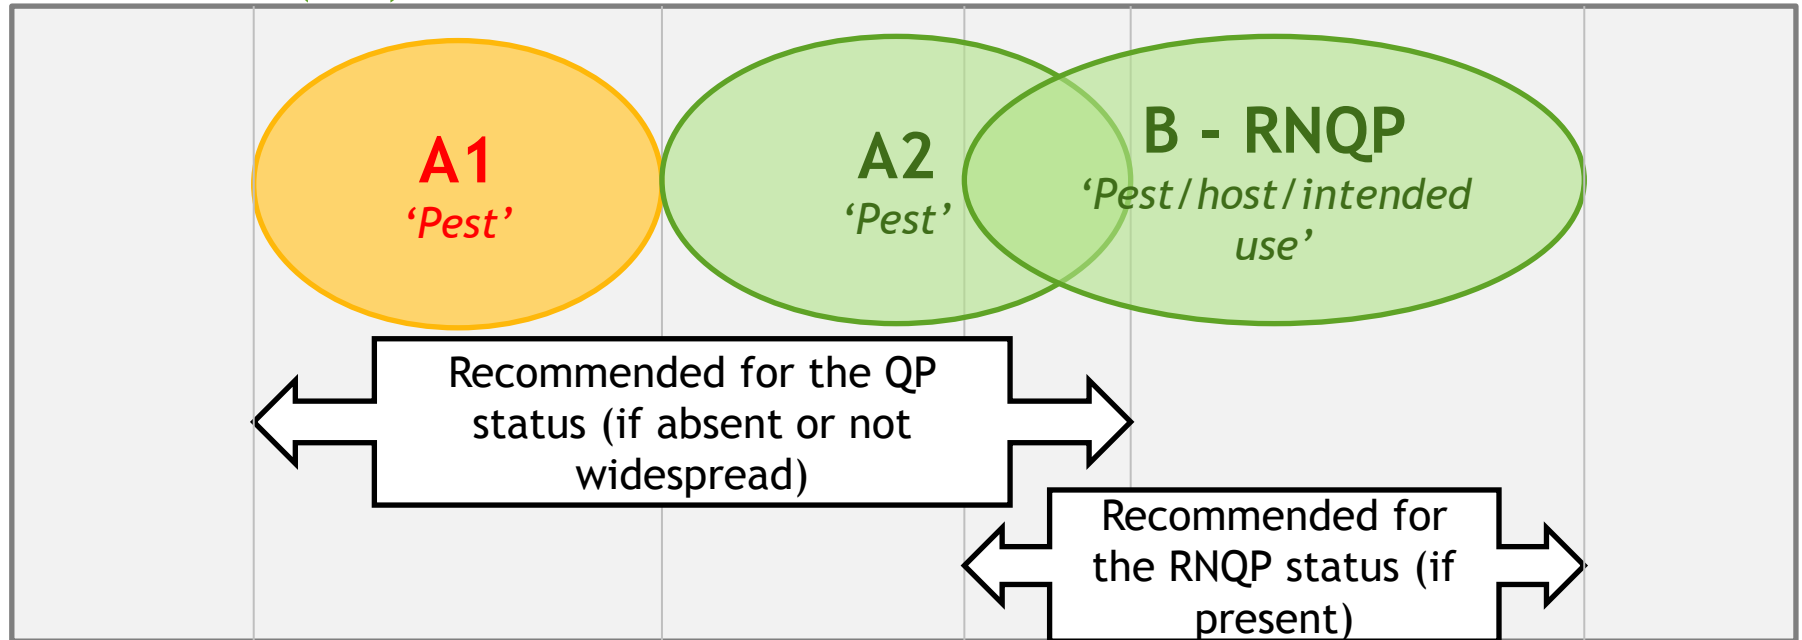 A1
‘Pest’
A2
‘Pest’
B - RNQP
‘Pest/host/intended
use’
Recommended for the QP
status (if absent or not
widespread)
Recommended for
the RNQP status (if
present)